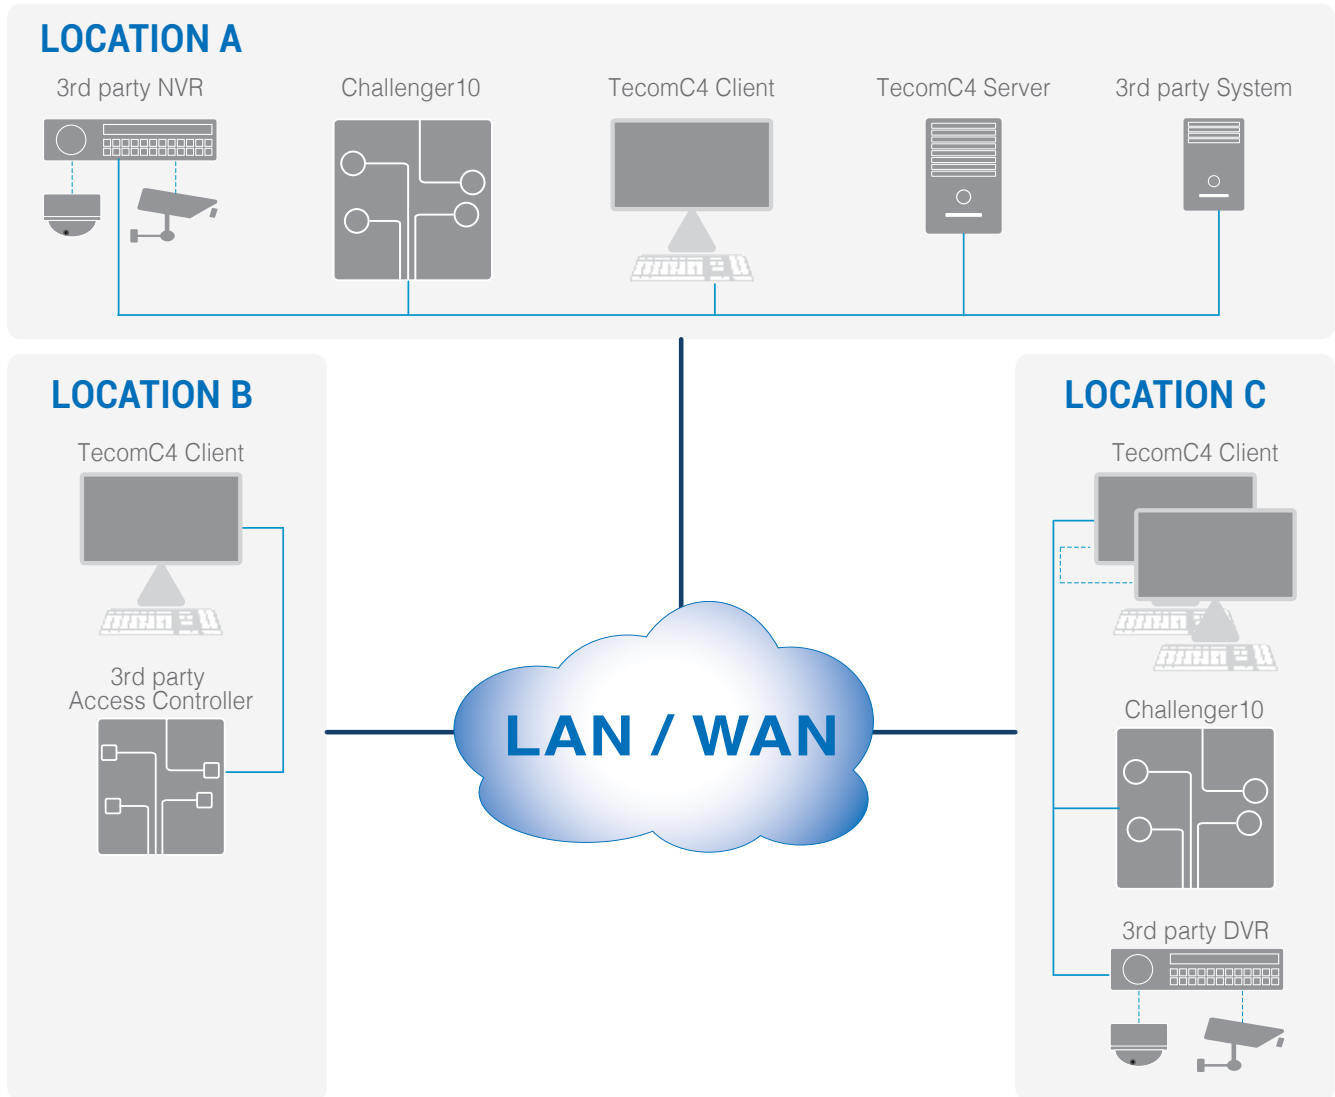 LOCATION A
3rd party NVR
Challenger10
TecomC4 Client
TecomC4 Server
3rd party System
LOCATION B
TecomC4 Client
3rd party
Access Controller
LAN / WAN
LOCATION C
TecomC4 Client
Challenger10
3rd party DVR